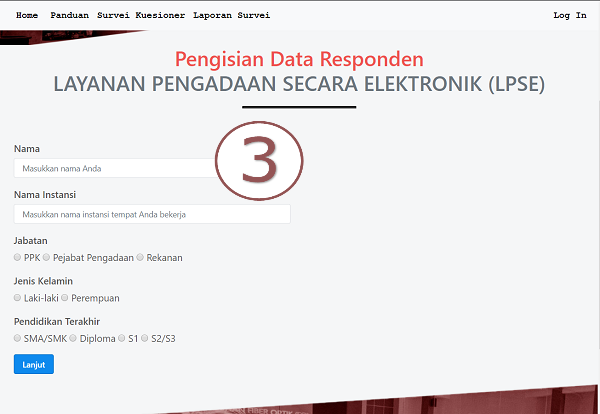 Home Panduan Survei Kuesioner Laporan Survei Log In
Pengisian Data Responden
LAYANAN PENGADAAN SECARA ELEKTRONIK (LPSE)
3
Nama
Masukkan nama Anda
Nama Instansi
Masukkan nama instansi tempat Anda bekerja
Jabatan
PPK Pejabat Pengadaan Rekanan
Jenis Kelamin
Laki-laki Perempuan
Pendidikan Terakhir
SMA/SMK Diploma S1 S2/S3
Lanjut
FIBER OPTIK